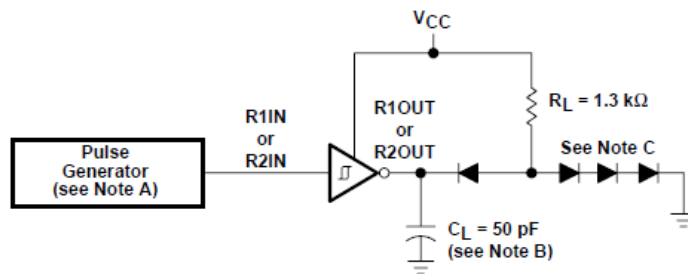 VCC
R1IN
or
R2IN
R1OUT
or
R2OUT
RL = 1.3 kΩ
Pulse
Generator
(see Note A)
See Note C
CL = 50 pF
(see Note B)